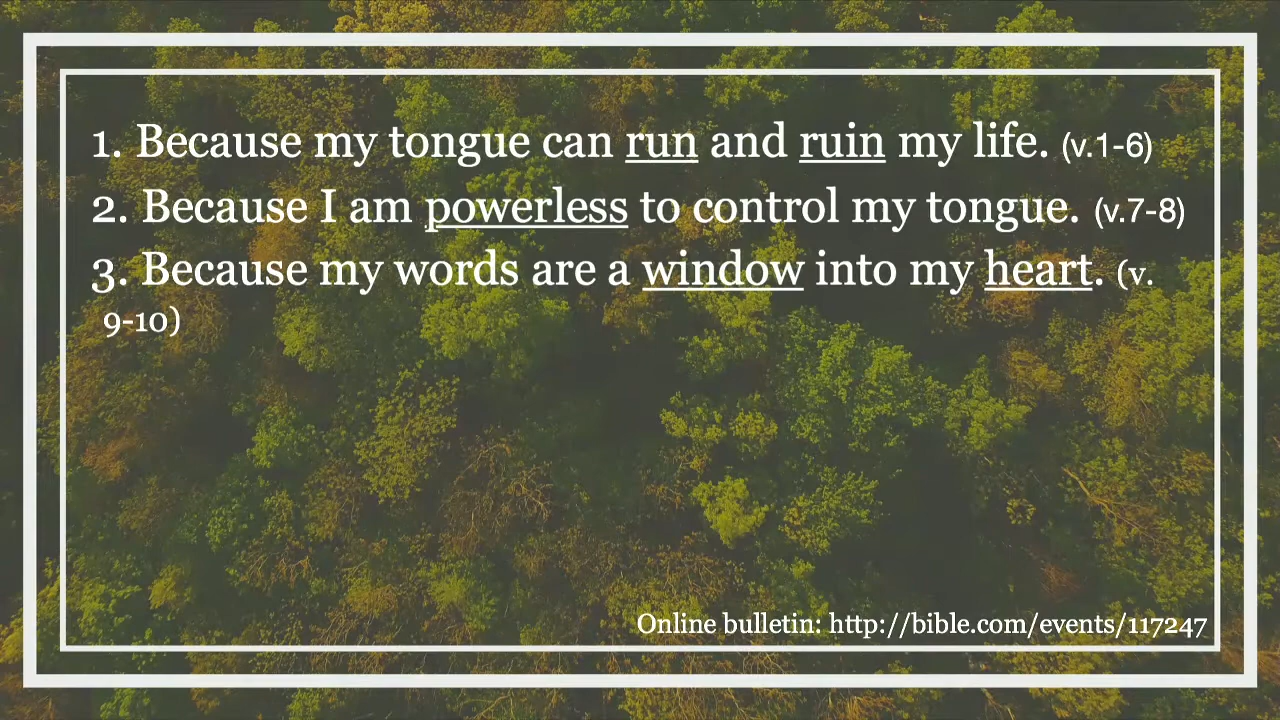 1. Because my tongue can run and ruin my life. (v.1-6)
2. Because I am powerless to control my tongue. (v.7-8)
3. Because my words are a window into my heart. (v.
9-10)
Online bulletin: http://bible.com/events/117247